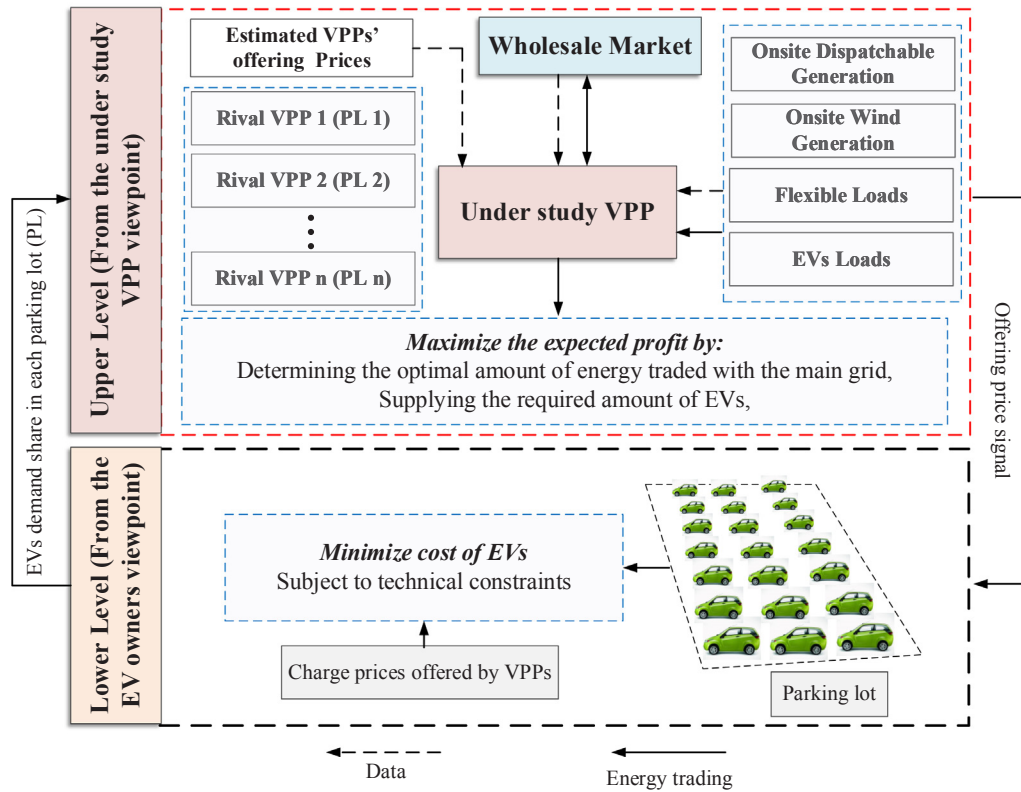 Estimated VPPs’
offering Prices
Wholesale Market
Onsite Dispatchable
Generation
Rival VPP 1 (PL 1)
Onsite Wind
Generation
Rival VPP 2 (PL 2)
Under study VPP
Flexible Loads
Rival VPP n (PL n)
EVs Loads
Upper Level (From the under study
VPP viewpoint)
Maximize the expected profit by:
Determining the optimal amount of energy traded with the main grid,
Supplying the required amount of EVs,
EVs demand share in each parking lot (PL)
Offering price
signal
Lower Level (From the
EV owners viewpoint)
Minimize cost of EVs
Subject to technical constraints
Charge prices offered by VPPs
Parking lot
Data
Energy trading